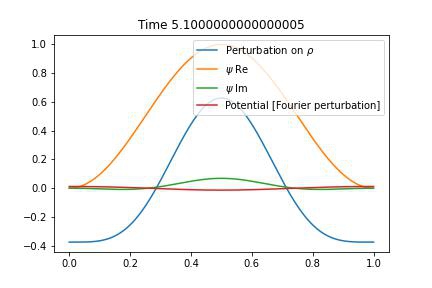 Time 5.1000000000000005
Perturbation on ρ
ψ Re
ψ Im
Potential [Fourier perturbation]
1.0
0.8
0.6
0.4
0.2
0.0
−0.2
−0.4
0.0 0.2 0.4 0.6 0.8 1.0